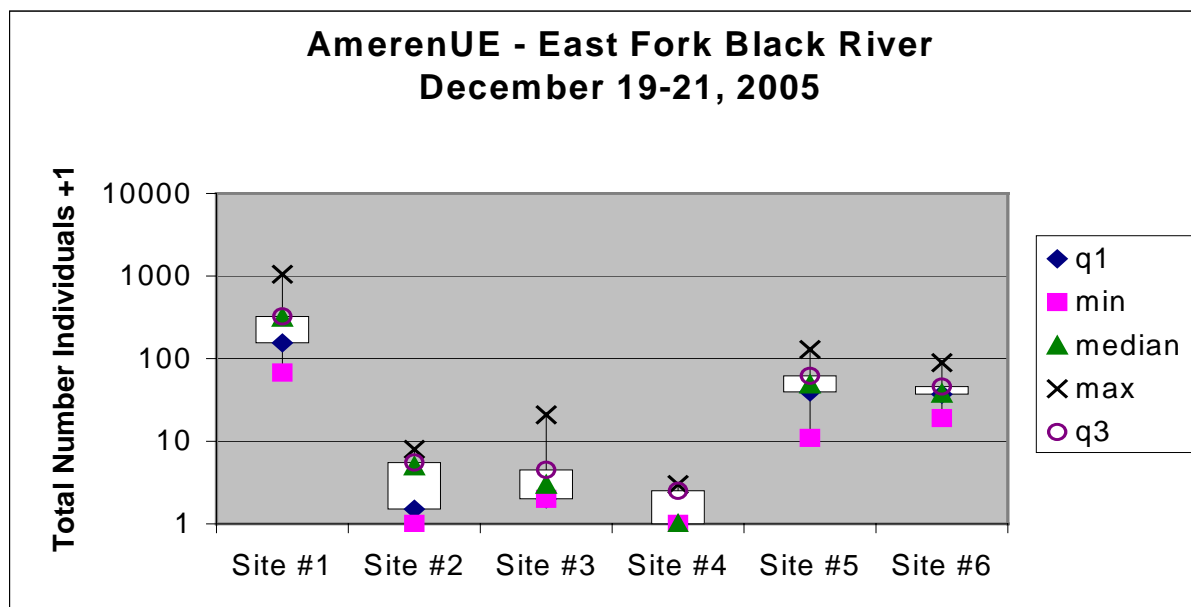 AmerenUE - East Fork Black River
December 19-21, 2005
Total Number Individuals +1
10000
1000
100
10
1
Site #1 Site #2 Site #3 Site #4 Site #5 Site #6
q1
min
median
max
q3